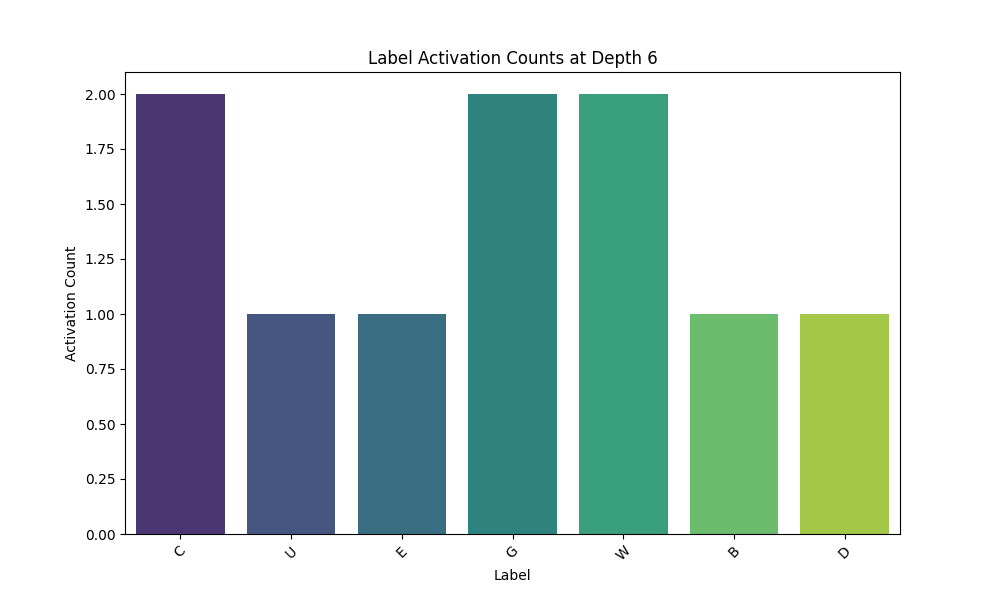 Label Activation Counts at Depth 6
Activation Count
2.00
1.75
1.50
1.25
1.00
0.75
0.50
0.25
0.00
C U E G W B D
Label